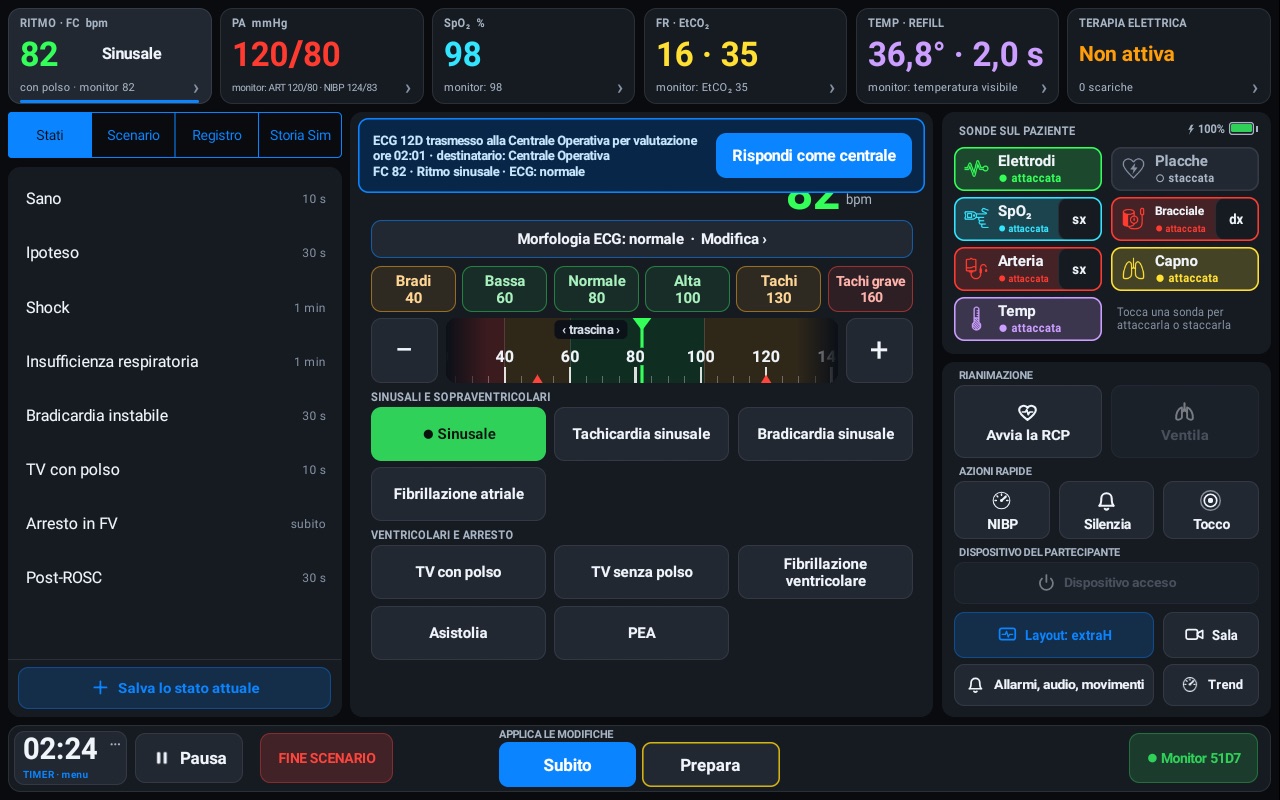 RITMO · FC bpm
82 Sinusale
con polso · monitor 82 ›
PA mmHg
120/80
monitor: ART 120/80 · NIBP 124/83 ›
SpO₂ %
98
monitor: 98 ›
FR · EtCO₂
16 · 35
monitor: EtCO₂ 35 ›
TEMP · REFILL
36,8° · 2,0 s
monitor: temperatura visibile ›
TERAPIA ELETTRICA
Non attiva
0 scariche ›
Stati Scenario Registro Storia Sim
Sano 10 s
Ipoteso 30 s
Shock 1 min
Insufficienza respiratoria 1 min
Bradicardia instabile 30 s
TV con polso 10 s
Arresto in FV subito
Post-ROSC 30 s
+ Salva lo stato attuale
ECG 12D trasmesso alla Centrale Operativa per valutazione
ore 02:01 · destinatario: Centrale Operativa
FC 82 · Ritmo sinusale · ECG: normale
Rispondi come centrale
82 bpm
Morfologia ECG: normale · Modifica ›
Bradi Bassa Normale Alta Tachi Tachi grave
40 60 80 100 130 160
‹ trascina ›
− 40 60 80 100 120 14 +
SINUSALI E SOPRAVENTRICOLARI
● Sinusale Tachicardia sinusale Bradicardia sinusale
Fibrillazione atriale
VENTRICOLARI E ARRESTO
TV con polso TV senza polso Fibrillazione
ventricolare
Asistolia PEA
SONDE SUL PAZIENTE 100%
Elettrodi
● attaccata
Placche
○ staccata
SpO₂
● attaccata
sx
Bracciale
● attaccata
dx
Arteria
● attaccata
sx
Capno
● attaccata
Temp
● attaccata
Tocca una sonda per
attaccarla o staccarla
RIANIMAZIONE
Avvia la RCP Ventila
AZIONI RAPIDE
NIBP Silenzia Tocco
DISPOSITIVO DEL PARTECIPANTE
Dispositivo acceso
Layout: extraH Sala
Allarmi, audio, movimenti Trend
02:24 ···
TIMER · menu
Pausa
FINE SCENARIO
APPLICA LE MODIFICHE
Subito Prepara
● Monitor 51D7